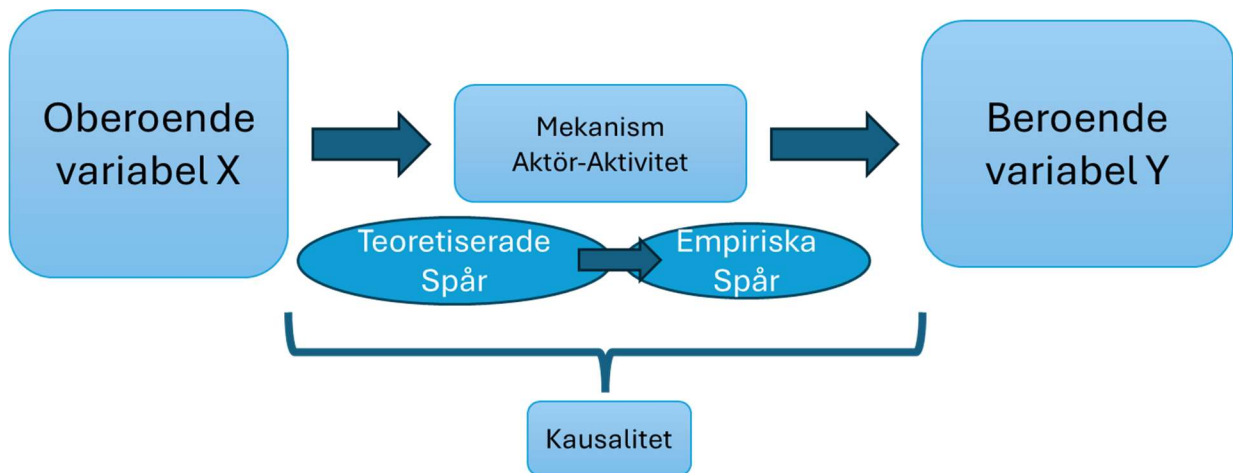 Oberoende
variabel X
Mekanism
Aktör-Aktivitet
Beroende
variabel Y
Teoretiserade
Spår
Empiriska
Spår
Kausalitet